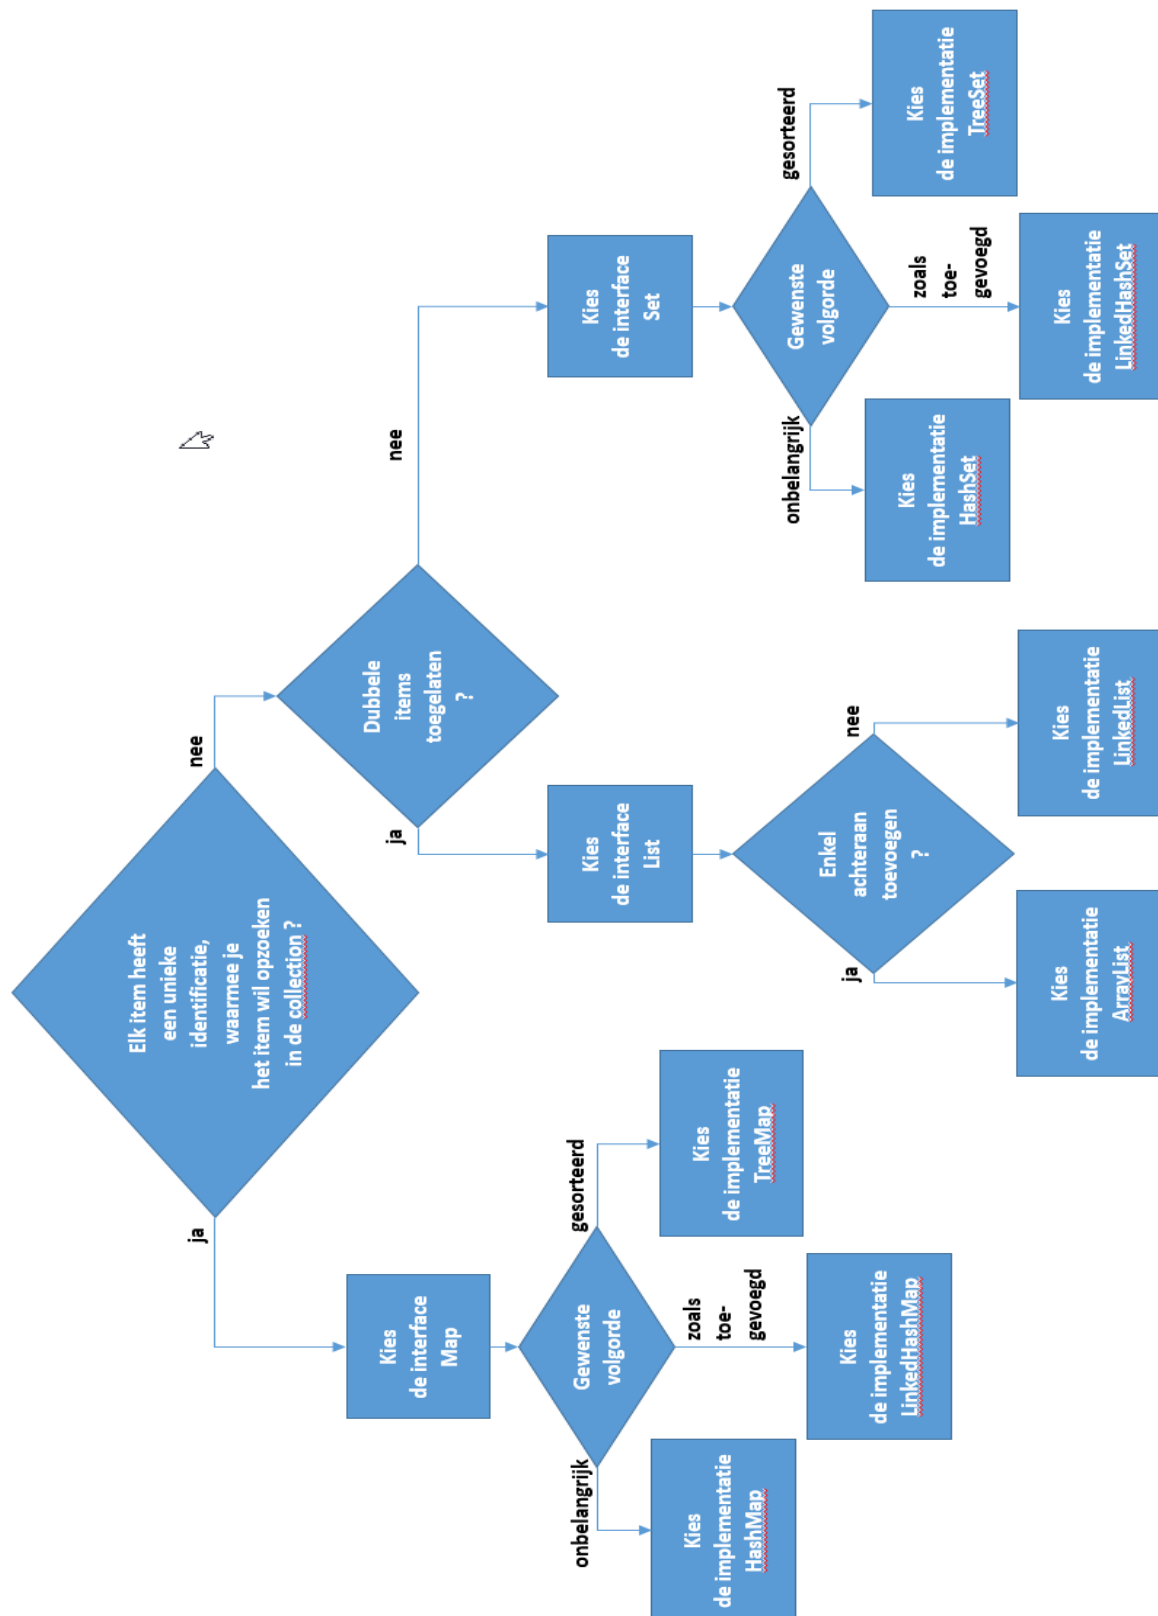 Elk item heeft
een unieke
identificatie,
waarmee je
het item wil opzoeken
in de collection ?
ja
nee
Kies
de interface
Map
Gewenste
volgorde
onbelangrijk
zoals
toe-
gevoegd
gesorteerd
Kies
de implementatie
HashMap
Kies
de implementatie
LinkedHashMap
Kies
de implementatie
TreeMap
Dubbele
items
toegelaten
?
ja
nee
Kies
de interface
List
Enkel
achteraan
toevoegen
?
ja
nee
Kies
de implementatie
ArrayList
Kies
de implementatie
LinkedList
Kies
de interface
Set
Gewenste
volgorde
onbelangrijk
zoals
toe-
gevoegd
gesorteerd
Kies
de implementatie
HashSet
Kies
de implementatie
LinkedHashSet
Kies
de implementatie
TreeSet